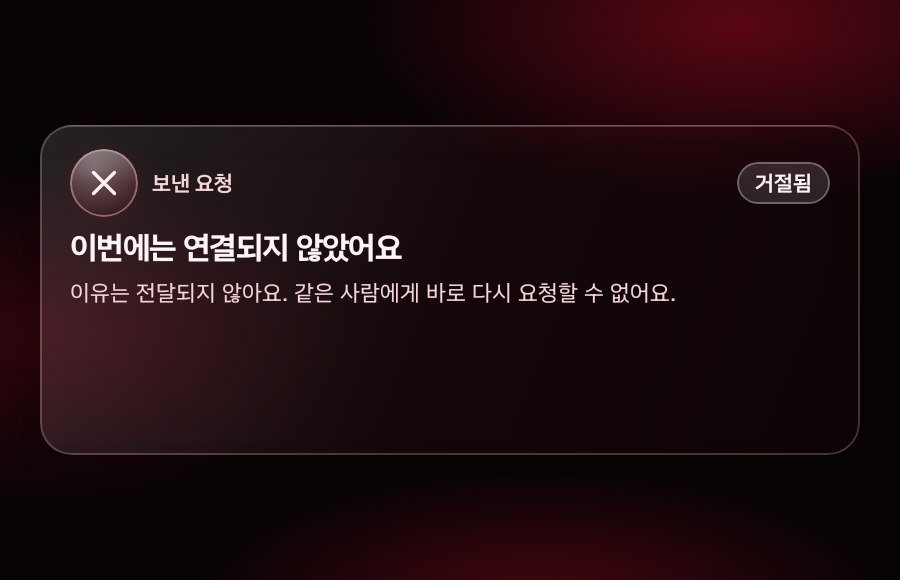 보낸 요청
거절됨
이번에는 연결되지 않았어요
이유는 전달되지 않아요. 같은 사람에게 바로 다시 요청할 수 없어요.